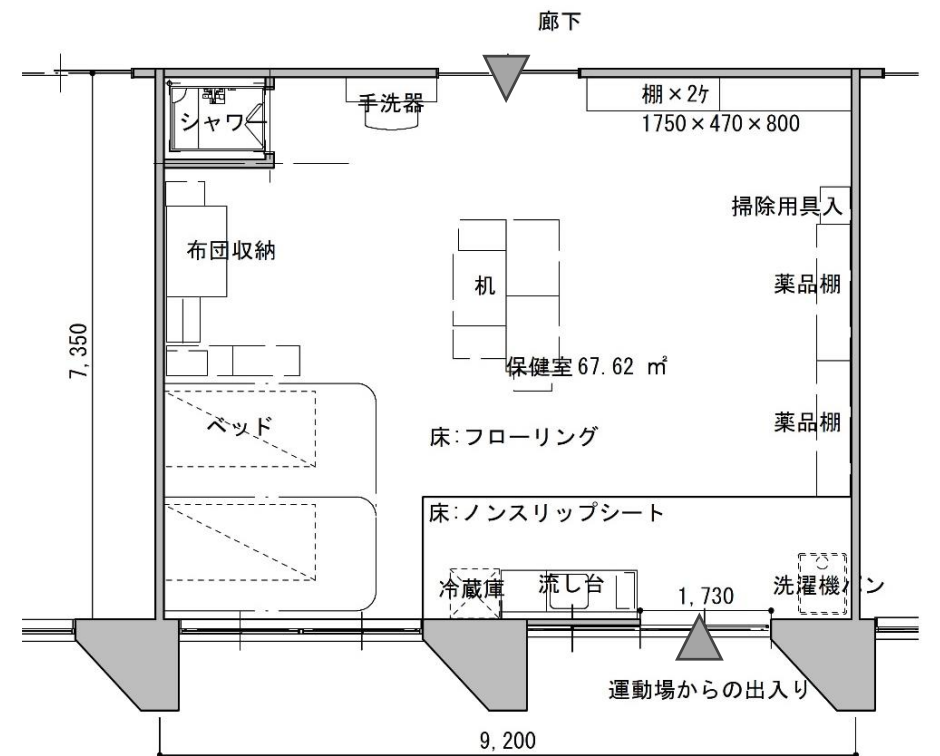 廊下
手洗器
棚×2ケ
シャワ
1750×470×800
掃除用具入
布団収納
机
薬品棚
7,350
保健室 67.62 ㎡
ベッド
薬品棚
床:フローリング
床:ノンスリップシート
冷蔵庫
流し台
1,730
洗濯機パン
運動場からの出入り
9,200